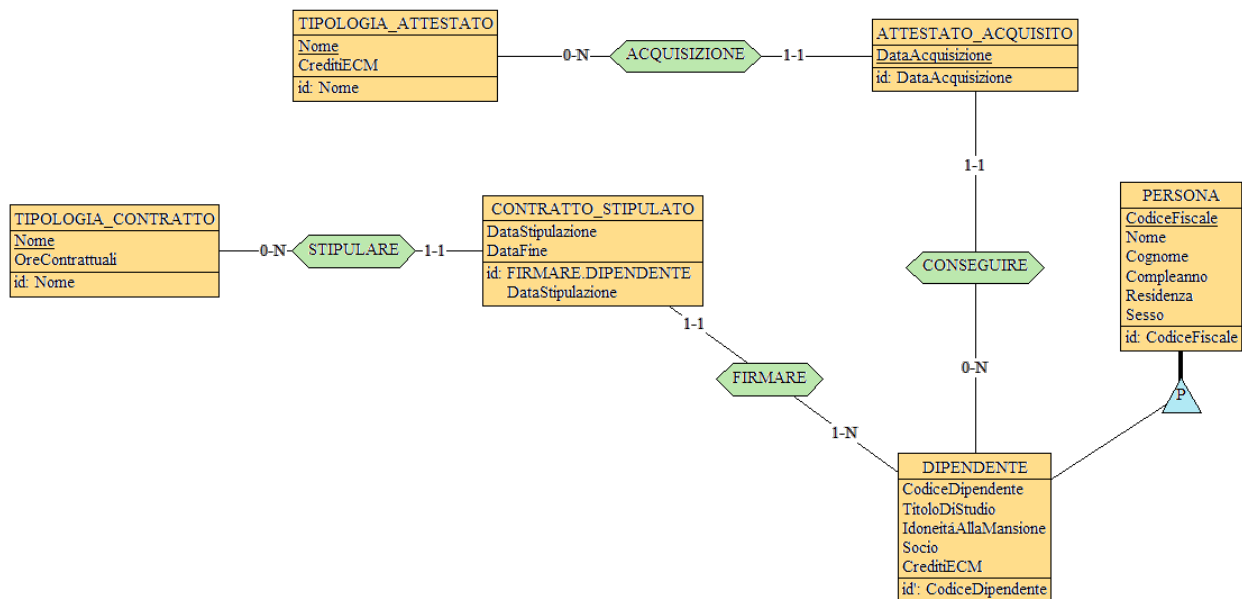 TIPOLOGIA_ATTESTATO
Nome
CreditiECM
id: Nome
0-N
ACQUISIZIONE
1-1
ATTESTATO_ACQUISITO
DataAcquisizione
id: DataAcquisizione
1-1
TIPOLOGIA_CONTRATTO
Nome
OreContrattuali
id: Nome
0-N
STIPULARE
1-1
CONTRATTO_STIPULATO
DataStipulazione
DataFine
id: FIRMARE.DIPENDENTE
DataStipulazione
1-1
FIRMARE
1-N
CONSEGUIRE
0-N
PERSONA
CodiceFiscale
Nome
Cognome
Compleanno
Residenza
Sesso
id: CodiceFiscale
P
DIPENDENTE
CodiceDipendente
TitoloDiStudio
IdoneitáAllaMansione
Socio
CreditiECM
id': CodiceDipendente